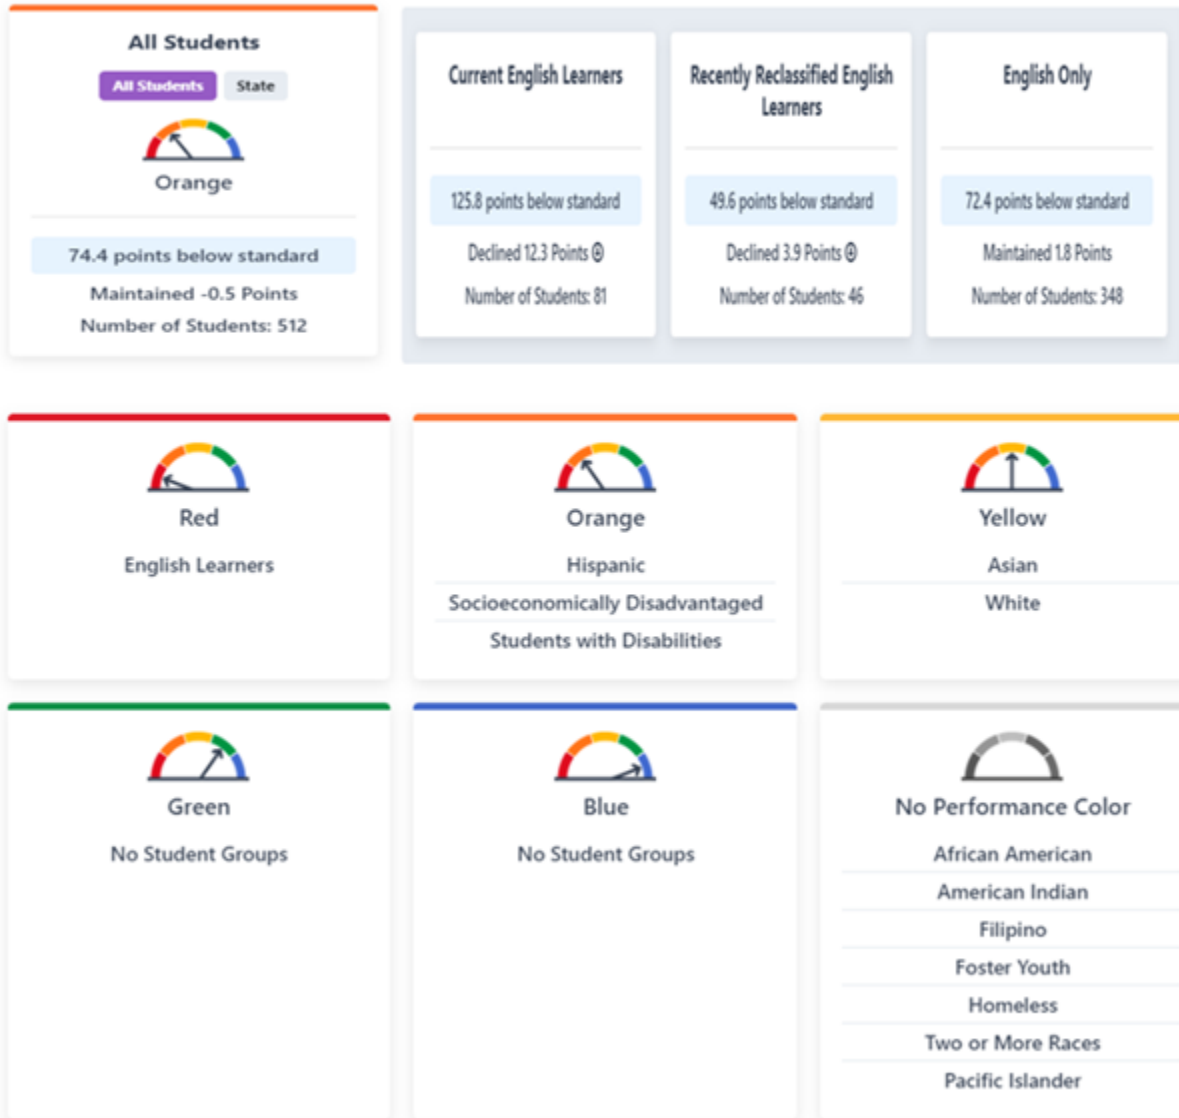 All Students
All Students State
Orange
74.4 points below standard
Maintained -0.5 Points
Number of Students: 512
Current English Learners
125.8 points below standard
Declined 12.3 Points
Number of Students: 81
Recently Reclassified English
Learners
49.6 points below standard
Declined 3.9 Points
Number of Students: 46
English Only
72.4 points below standard
Maintained 1.8 Points
Number of Students: 348
Red
English Learners
Orange
Hispanic
Socioeconomically Disadvantaged
Students with Disabilities
Yellow
Asian
White
Green
No Student Groups
Blue
No Student Groups
No Performance Color
African American
American Indian
Filipino
Foster Youth
Homeless
Two or More Races
Pacific Islander